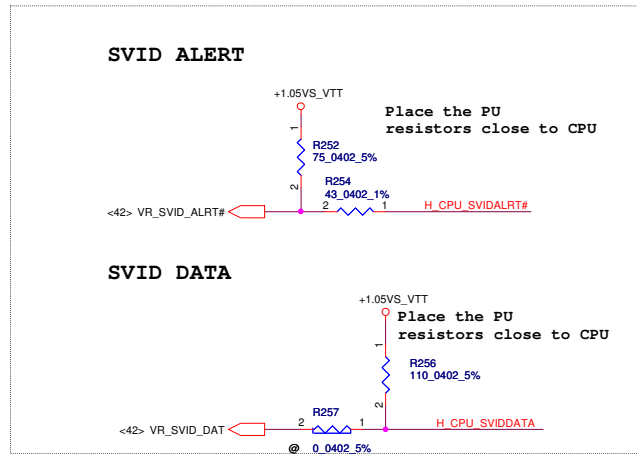 SVID ALERT
+1.05VS_VTT
Place the PU
resistors close to CPU
1
R252
75_0402_5%
2
R254
43_0402_1%
<42> VR_SVID_ALRT#
2
1
H_CPU_SVIDALRT#
SVID DATA
+1.05VS_VTT
Place the PU
resistors close to CPU
1
R256
110_0402_5%
2
R257
<42> VR_SVID_DAT
2
1
H_CPU_SVIDDATA
@ 0_0402_5%